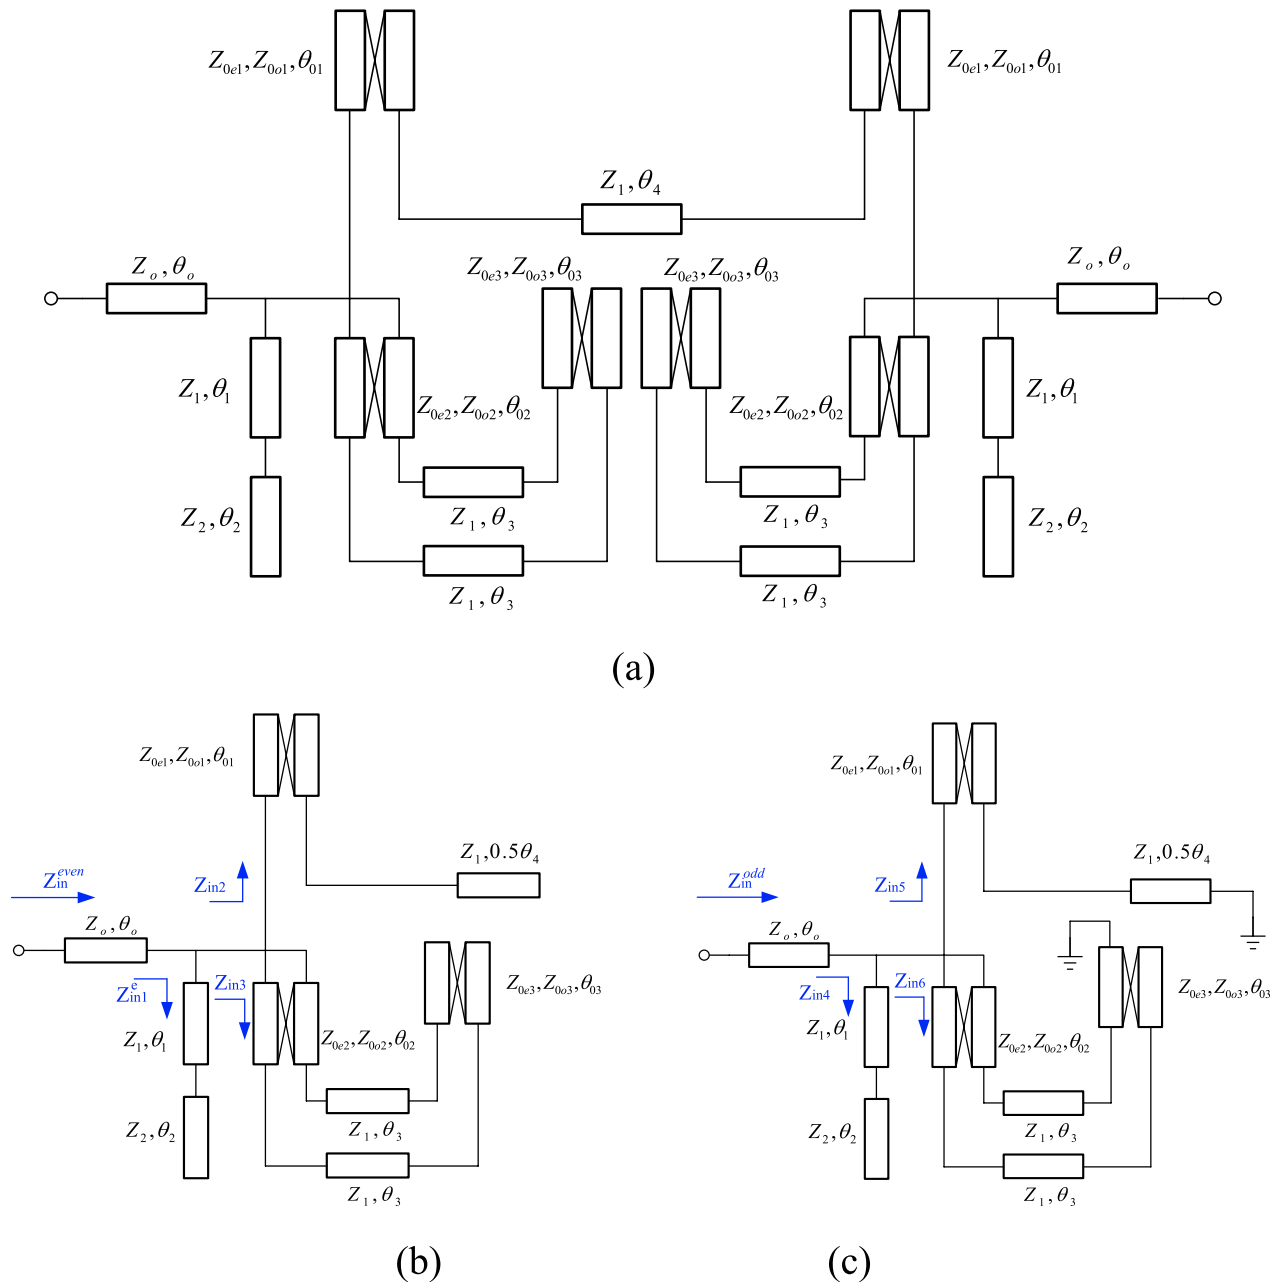 Z0e1,Z0o1,θ01 Z0e1,Z0o1,θ01
Z1,θ4
Zo,θo Z0e3,Z0o3,θ03 Z0e3,Z0o3,θ03 Zo,θo
Z1,θ1 Z0e2,Z0o2,θ02 Z0e2,Z0o2,θ02 Z1,θ1
Z2,θ2 Z1,θ3 Z1,θ3 Z2,θ2
Z1,θ3 Z1,θ3
(a)
Z0e1,Z0o1,θ01
Z1,0.5θ4
Zin even
Zin2
Zo,θo
Zin1 e
Zin3
Z0e3,Z0o3,θ03
Z1,θ1
Z0e2,Z0o2,θ02
Z2,θ2
Z1,θ3
Z1,θ3
(b)
Z0e1,Z0o1,θ01
Z1,0.5θ4
Zin odd
Zin5
Zo,θo
Zin4
Zin6
Z0e3,Z0o3,θ03
Z1,θ1
Z0e2,Z0o2,θ02
Z2,θ2
Z1,θ3
Z1,θ3
(c)